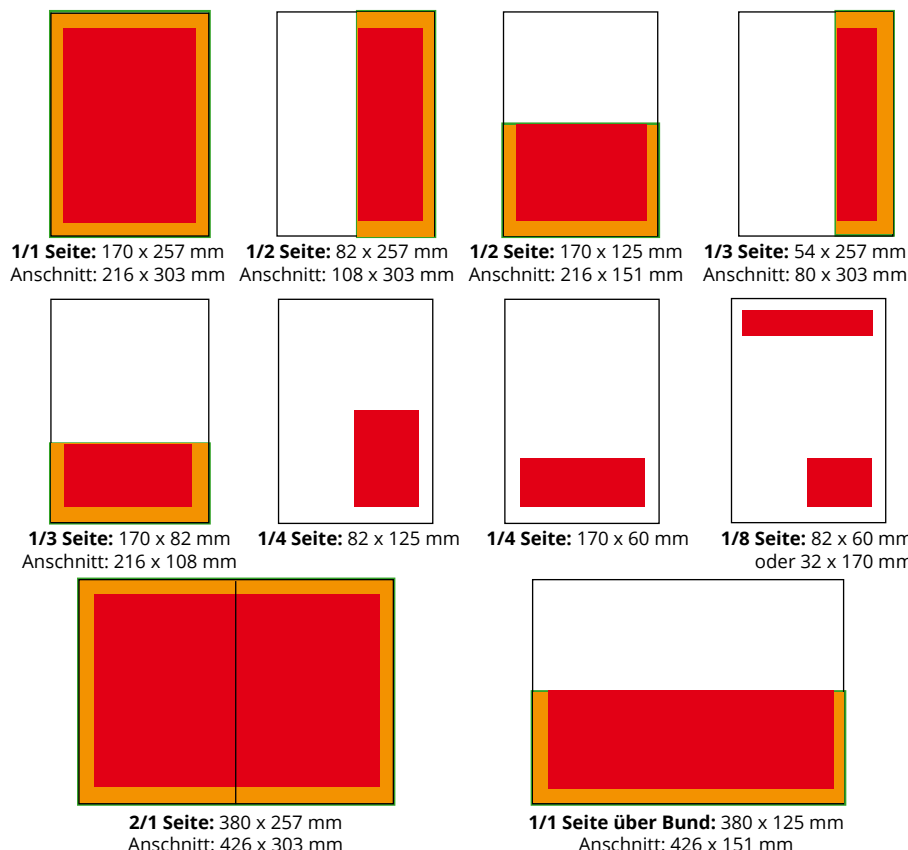 1/1 Seite: 170 x 257 mm
Anschnitt: 216 x 303 mm
1/2 Seite: 82 x 257 mm
Anschnitt: 108 x 303 mm
1/2 Seite: 170 x 125 mm
Anschnitt: 216 x 151 mm
1/3 Seite: 54 x 257 mm
Anschnitt: 80 x 303 mm
1/3 Seite: 170 x 82 mm
Anschnitt: 216 x 108 mm
1/4 Seite: 82 x 125 mm
1/4 Seite: 170 x 60 mm
1/8 Seite: 82 x 60 mm
oder 32 x 170 mm
2/1 Seite: 380 x 257 mm
Anschnitt: 426 x 303 mm
1/1 Seite über Bund: 380 x 125 mm
Anschnitt: 426 x 151 mm